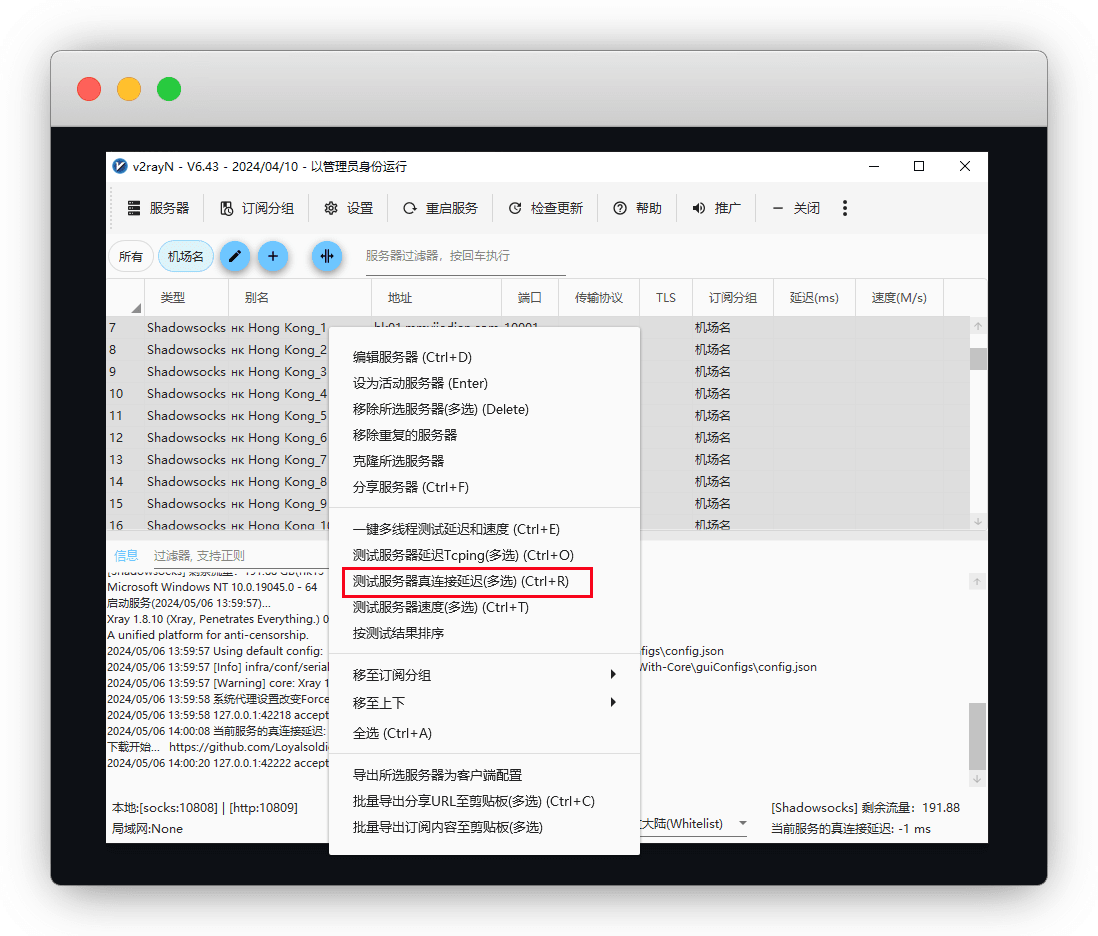 v2rayN - V6.43 - 2024/04/10 - 以管理员身份运行
服务器 订阅分组 设置 重启服务 检查更新 帮助 推广 关闭
所有 机场名 服务器过滤器，按回车执行
类型 别名 地址 端口 传输协议 TLS 订阅分组 延迟(ms) 速度(M/s)
7 Shadowsocks HK Hong Kong_1 机场名
8 Shadowsocks HK Hong Kong_2 机场名
9 Shadowsocks HK Hong Kong_3 机场名
10 Shadowsocks HK Hong Kong_4 机场名
11 Shadowsocks HK Hong Kong_5 机场名
12 Shadowsocks HK Hong Kong_6 机场名
13 Shadowsocks HK Hong Kong_7 机场名
14 Shadowsocks HK Hong Kong_8 机场名
15 Shadowsocks HK Hong Kong_9 机场名
16 Shadowsocks HK Hong Kong_10 机场名
编辑服务器 (Ctrl+D)
设为活动服务器 (Enter)
移除所选服务器(多选) (Delete)
移除重复的服务器
克隆所选服务器
分享服务器 (Ctrl+F)
一键多线程测试延迟和速度 (Ctrl+E)
测试服务器延迟Tcping(多选) (Ctrl+O)
测试服务器真连接延迟(多选) (Ctrl+R)
测试服务器速度(多选) (Ctrl+T)
按测试结果排序
移至订阅分组
移至上下
全选 (Ctrl+A)
导出所选服务器为客户端配置
批量导出分享URL至剪贴板(多选) (Ctrl+C)
批量导出订阅内容至剪贴板(多选)
信息 过滤器, 支持正则
[Shadowsocks] 剩余流量：191.88 GB(hk15
Microsoft Windows NT 10.0.19045.0 - 64
启动服务(2024/05/06 13:59:57)...
Xray 1.8.10 (Xray, Penetrates Everything.) 0
A unified platform for anti-censorship.
2024/05/06 13:59:57 Using default config: figs\config.json
2024/05/06 13:59:57 [Info] infra/conf/serial With-Core\guiConfigs\config.json
2024/05/06 13:59:57 [Warning] core: Xray 1
2024/05/06 13:59:58 系统代理设置改变Force
2024/05/06 13:59:58 127.0.0.1:42218 accept
2024/05/06 14:00:08 当前服务的真连接延迟:
下载开始... https://github.com/Loyalsoldi
2024/05/06 14:00:20 127.0.0.1:42222 accept
本地:[socks:10808] | [http:10809]
局域网:None
大陆(Whitelist)
[Shadowsocks] 剩余流量：191.88
当前服务的真连接延迟: -1 ms